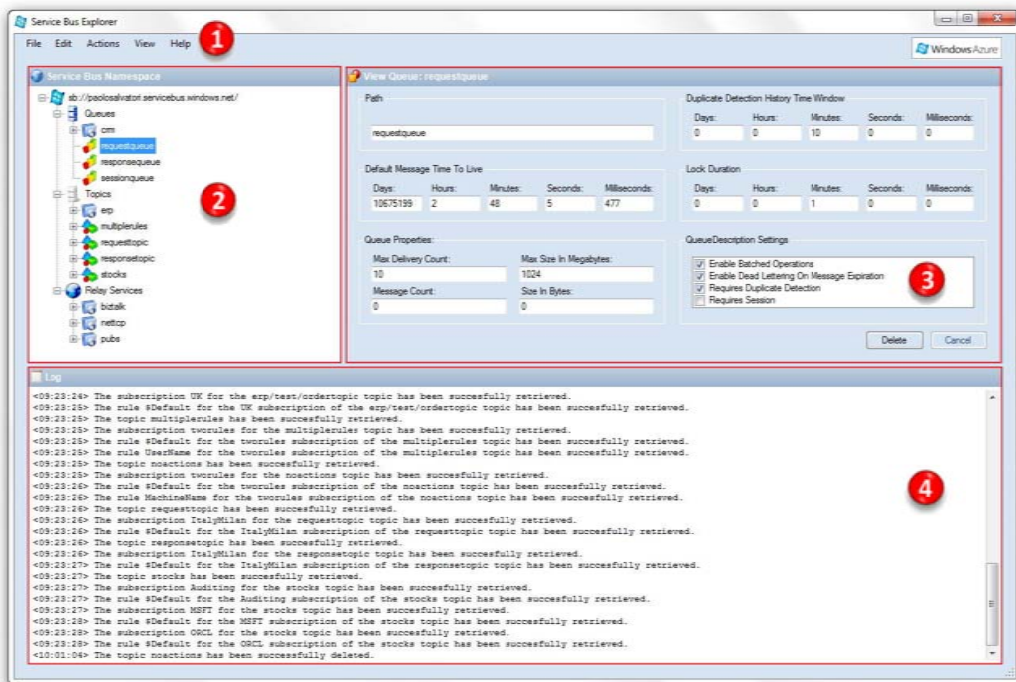 Service Bus Explorer
File Edit Actions View Help
1
Windows Azure
Service Bus Namespace
sb://paolosalvatori.servicebus.windows.net/
Queues
crm
requestqueue
responsequeue
sessionqueue
Topics
erp
multiplerules
requesttopic
responsetopic
stocks
Relay Services
biztalk
nettcp
pubs
2
View Queue: requestqueue
Path
requestqueue
Duplicate Detection History Time Window
Days: Hours: Minutes: Seconds: Milliseconds:
0 0 10 0 0
Default Message Time To Live
Days: Hours: Minutes: Seconds: Milliseconds:
10675199 2 48 5 477
Lock Duration
Days: Hours: Minutes: Seconds: Milliseconds:
0 0 1 0 0
Queue Properties:
Max Delivery Count: Max Size In Megabytes:
10 1024
Message Count: Size In Bytes:
0 0
QueueDescription Settings
Enable Batched Operations
Enable Dead Lettering On Message Expiration
Requires Duplicate Detection
Requires Session
3
Delete Cancel
Log
<09:23:24> The subscription UK for the erp/test/ordertopic topic has been succesfully retrieved.
<09:23:25> The rule $Default for the UK subscription of the erp/test/ordertopic topic has been succesfully retrieved.
<09:23:25> The topic multiplerules has been succesfully retrieved.
<09:23:25> The subscription tworules for the multiplerules topic has been succesfully retrieved.
<09:23:25> The rule $Default for the tworules subscription of the multiplerules topic has been succesfully retrieved.
<09:23:25> The rule UserName for the tworules subscription of the multiplerules topic has been succesfully retrieved.
<09:23:25> The topic noactions has been succesfully retrieved.
<09:23:25> The subscription tworules for the noactions topic has been succesfully retrieved.
<09:23:26> The rule $Default for the tworules subscription of the noactions topic has been succesfully retrieved.
<09:23:26> The rule MachineName for the tworules subscription of the noactions topic has been succesfully retrieved.
<09:23:26> The topic requesttopic has been succesfully retrieved.
<09:23:26> The subscription ItalyMilan for the requesttopic topic has been succesfully retrieved.
<09:23:26> The rule $Default for the ItalyMilan subscription of the requesttopic topic has been succesfully retrieved.
<09:23:26> The topic responsetopic has been succesfully retrieved.
<09:23:26> The subscription ItalyMilan for the responsetopic topic has been succesfully retrieved.
<09:23:27> The rule $Default for the ItalyMilan subscription of the responsetopic topic has been succesfully retrieved.
<09:23:27> The topic stocks has been succesfully retrieved.
<09:23:27> The subscription Auditing for the stocks topic has been succesfully retrieved.
<09:23:27> The rule $Default for the Auditing subscription of the stocks topic has been succesfully retrieved.
<09:23:27> The subscription MSFT for the stocks topic has been succesfully retrieved.
<09:23:28> The rule $Default for the MSFT subscription of the stocks topic has been succesfully retrieved.
<09:23:28> The subscription ORCL for the stocks topic has been succesfully retrieved.
<09:23:28> The rule $Default for the ORCL subscription of the stocks topic has been succesfully retrieved.
<10:01:04> The topic noactions has been successfully deleted.
4